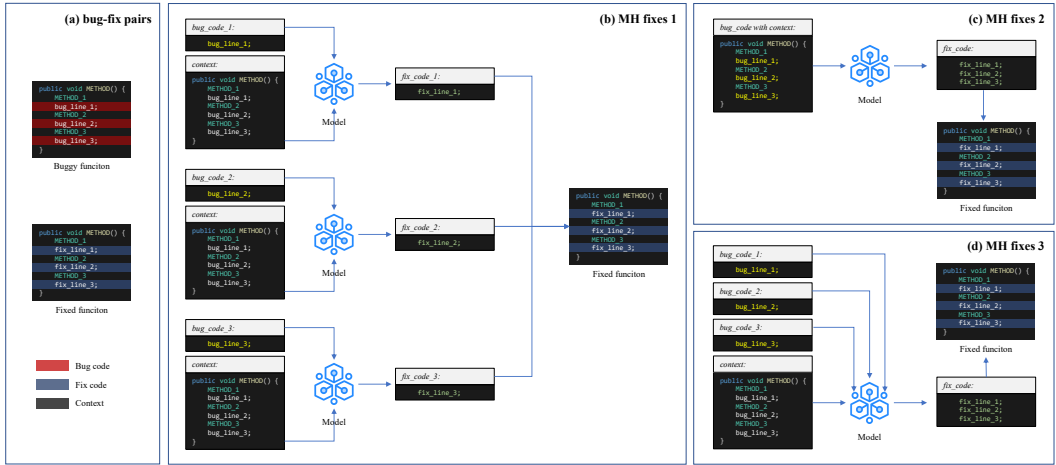 (a) bug-fix pairs
public void METHOD() {
METHOD_1
bug_line_1;
METHOD_2
bug_line_2;
METHOD_3
bug_line_3;
}
Buggy funciton
public void METHOD() {
METHOD_1
fix_line_1;
METHOD_2
fix_line_2;
METHOD_3
fix_line_3;
}
Fixed funciton
Bug code
Fix code
Context
(b) MH fixes 1
bug_code_1:
bug_line_1;
context:
public void METHOD() {
METHOD_1
bug_line_1;
METHOD_2
bug_line_2;
METHOD_3
bug_line_3;
}
Model
fix_code_1:
fix_line_1;
bug_code_2:
bug_line_2;
context:
public void METHOD() {
METHOD_1
bug_line_1;
METHOD_2
bug_line_2;
METHOD_3
bug_line_3;
}
Model
fix_code_2:
fix_line_2;
bug_code_3:
bug_line_3;
context:
public void METHOD() {
METHOD_1
bug_line_1;
METHOD_2
bug_line_2;
METHOD_3
bug_line_3;
}
Model
fix_code_3:
fix_line_3;
public void METHOD() {
METHOD_1
fix_line_1;
METHOD_2
fix_line_2;
METHOD_3
fix_line_3;
}
Fixed funciton
(c) MH fixes 2
bug_code with context:
public void METHOD() {
METHOD_1
bug_line_1;
METHOD_2
bug_line_2;
METHOD_3
bug_line_3;
}
Model
fix_code:
fix_line_1;
fix_line_2;
fix_line_3;
public void METHOD() {
METHOD_1
fix_line_1;
METHOD_2
fix_line_2;
METHOD_3
fix_line_3;
}
Fixed funciton
(d) MH fixes 3
bug_code_1:
bug_line_1;
bug_code_2:
bug_line_2;
bug_code_3:
bug_line_3;
context:
public void METHOD() {
METHOD_1
bug_line_1;
METHOD_2
bug_line_2;
METHOD_3
bug_line_3;
}
Model
fix_code:
fix_line_1;
fix_line_2;
fix_line_3;
public void METHOD() {
METHOD_1
fix_line_1;
METHOD_2
fix_line_2;
METHOD_3
fix_line_3;
}
Fixed funciton